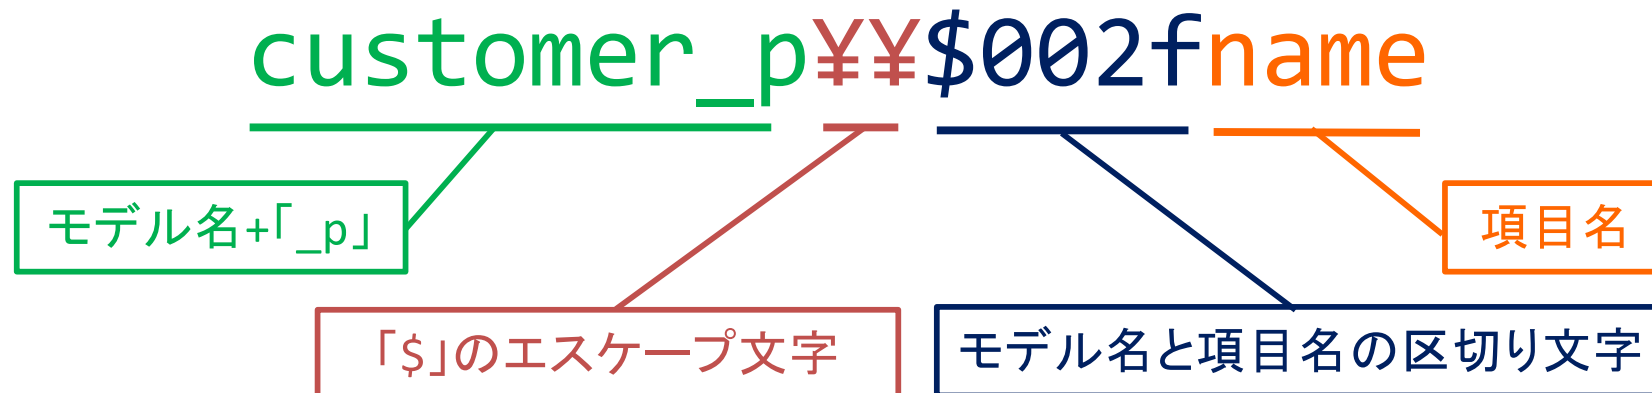 customer_p¥¥$002fname
モデル名+「_p」
項目名
「$」のエスケープ文字
モデル名と項目名の区切り文字